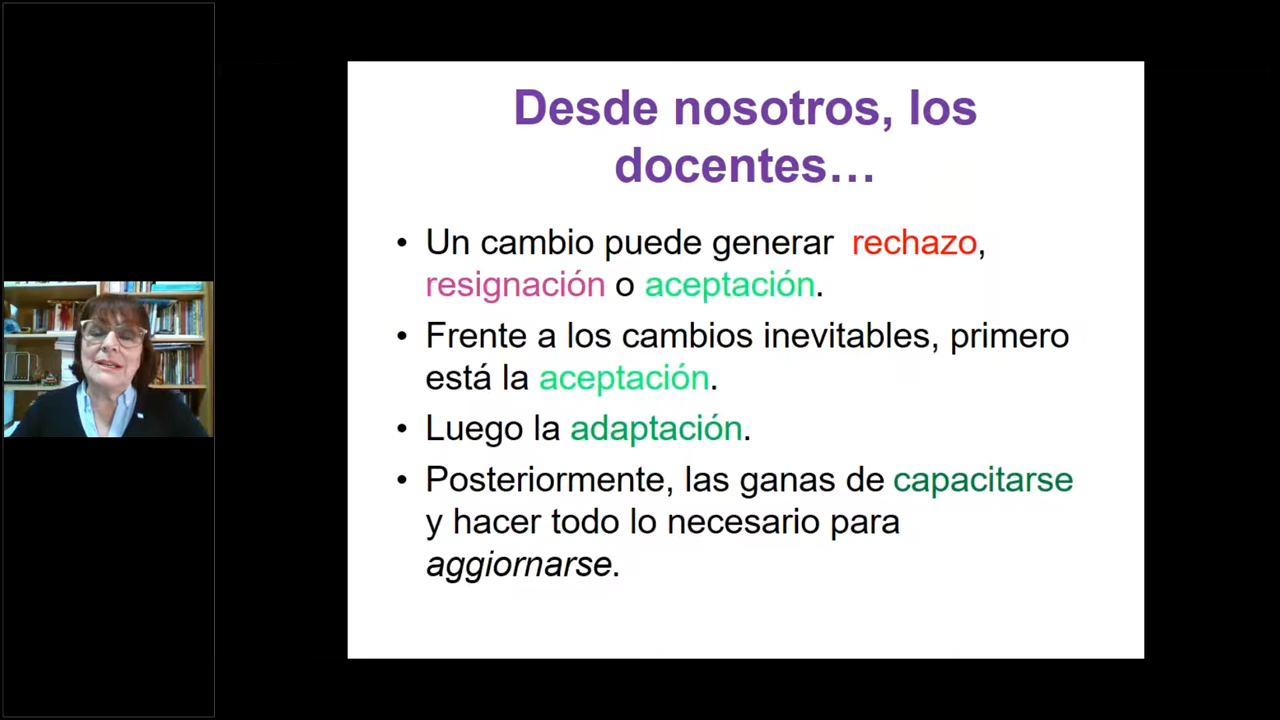 Desde nosotros, los
docentes…
• Un cambio puede generar rechazo,
resignación o aceptación.
• Frente a los cambios inevitables, primero
está la aceptación.
• Luego la adaptación.
• Posteriormente, las ganas de capacitarse
y hacer todo lo necesario para
aggiornarse.